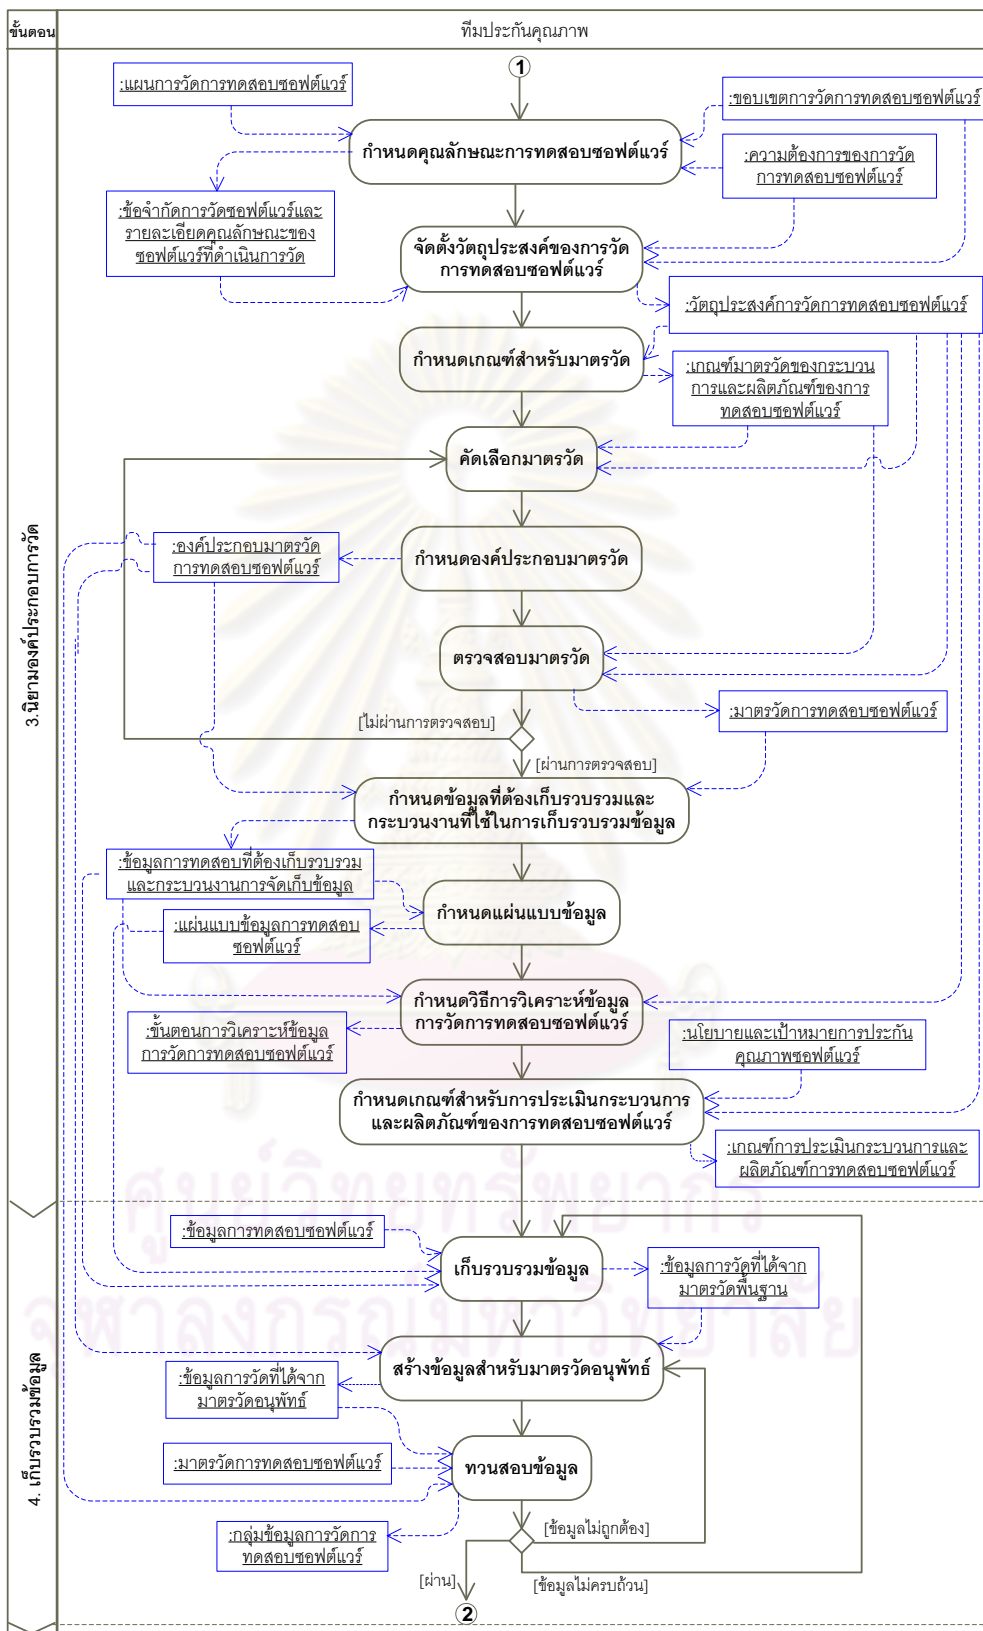 ขั้นตอน
ทีมประกันคุณภาพ
1
:แผนการวัดการทดสอบซอฟต์แวร์
:ขอบเขตการวัดการทดสอบซอฟต์แวร์
กำหนดคุณลักษณะการทดสอบซอฟต์แวร์
:ความต้องการของการวัด
การทดสอบซอฟต์แวร์
:ข้อจำกัดการวัดซอฟต์แวร์และ
รายละเอียดคุณลักษณะของ
ซอฟต์แวร์ที่ดำเนินการวัด
จัดตั้งวัตถุประสงค์ของการวัด
การทดสอบซอฟต์แวร์
:วัตถุประสงค์การวัดการทดสอบซอฟต์แวร์
กำหนดเกณฑ์สำหรับมาตรวัด
:เกณฑ์มาตรวัดของกระบวน
การและผลิตภัณฑ์ของการ
ทดสอบซอฟต์แวร์
คัดเลือกมาตรวัด
3.นิยามองค์ประกอบการวัด
:องค์ประกอบมาตรวัด
การทดสอบซอฟต์แวร์
กำหนดองค์ประกอบมาตรวัด
ตรวจสอบมาตรวัด
:มาตรวัดการทดสอบซอฟต์แวร์
[ไม่ผ่านการตรวจสอบ]
[ผ่านการตรวจสอบ]
กำหนดข้อมูลที่ต้องเก็บรวบรวมและ
กระบวนงานที่ใช้ในการเก็บรวบรวมข้อมูล
:ข้อมูลการทดสอบที่ต้องเก็บรวบรวม
และกระบวนงานการจัดเก็บข้อมูล
กำหนดแผ่นแบบข้อมูล
:แผ่นแบบข้อมูลการทดสอบ
ซอฟต์แวร์
กำหนดวิธีการวิเคราะห์ข้อมูล
การวัดการทดสอบซอฟต์แวร์
:ขั้นตอนการวิเคราะห์ข้อมูล
การวัดการทดสอบซอฟต์แวร์
:นโยบายและเป้าหมายการประกัน
คุณภาพซอฟต์แวร์
กำหนดเกณฑ์สำหรับการประเมินกระบวนการ
และผลิตภัณฑ์ของการทดสอบซอฟต์แวร์
:เกณฑ์การประเมินกระบวนการและ
ผลิตภัณฑ์การทดสอบซอฟต์แวร์
ศูนย์วิทยทรัพยากร
จุฬาลงกรณ์มหาวิทยาลัย
:ข้อมูลการทดสอบซอฟต์แวร์
เก็บรวบรวมข้อมูล
:ข้อมูลการวัดที่ได้จาก
มาตรวัดพื้นฐาน
4. เก็บรวบรวมข้อมูล
สร้างข้อมูลสำหรับมาตรวัดอนุพัทธ์
:ข้อมูลการวัดที่ได้จาก
มาตรวัดอนุพัทธ์
:มาตรวัดการทดสอบซอฟต์แวร์
ทวนสอบข้อมูล
:กลุ่มข้อมูลการวัดการ
ทดสอบซอฟต์แวร์
[ข้อมูลไม่ถูกต้อง]
[ผ่าน]
[ข้อมูลไม่ครบถ้วน]
2